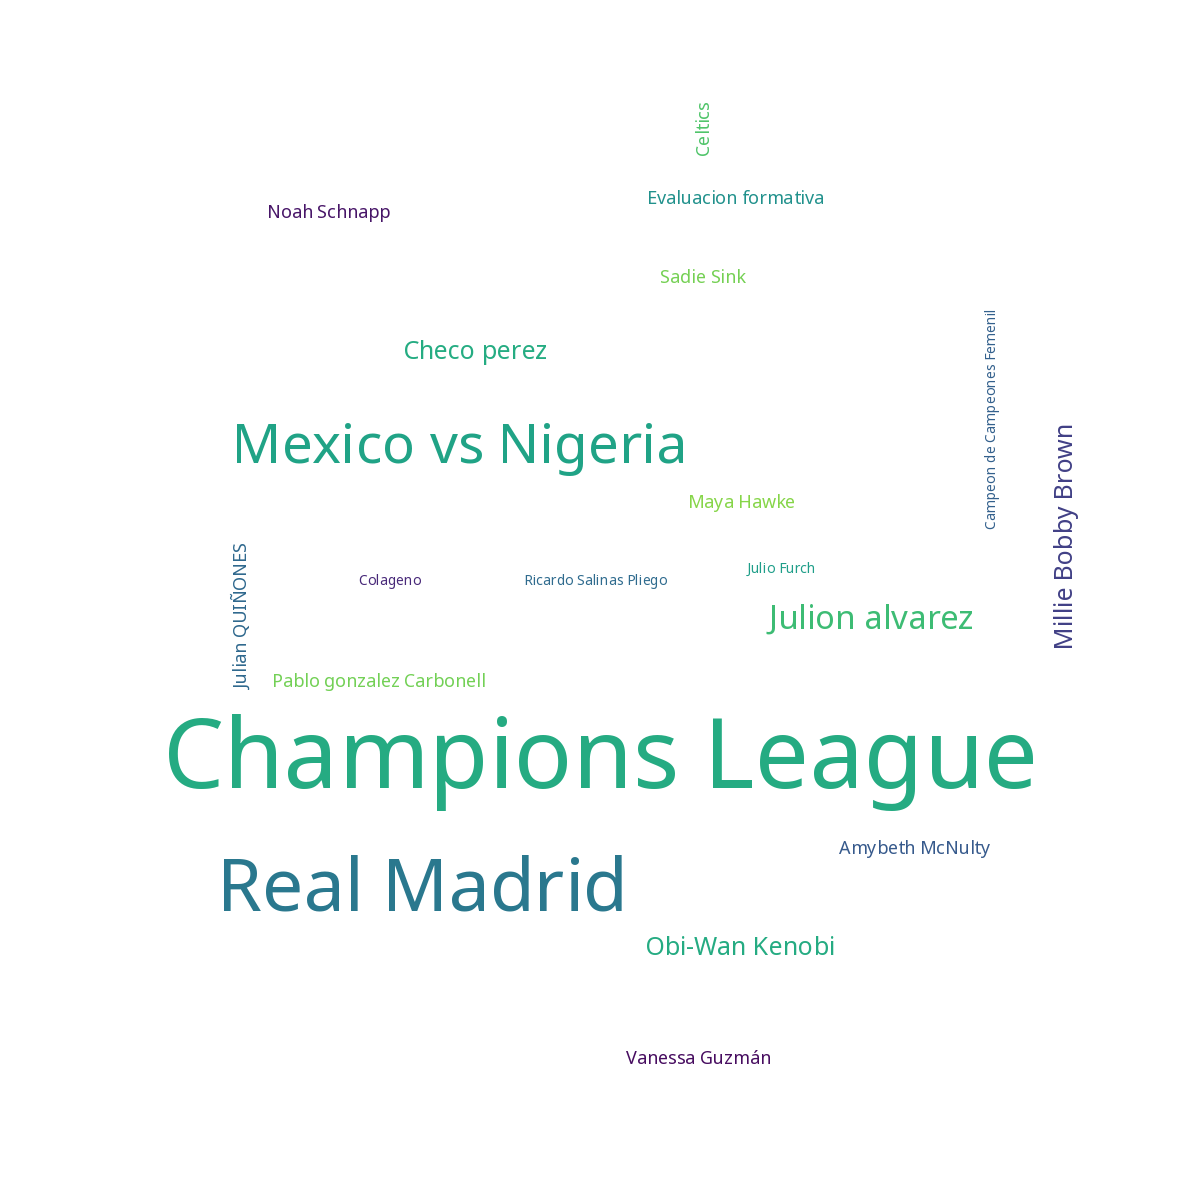 Celtics
Evaluacion formativa
Noah Schnapp
Sadie Sink
Checo perez
Campeon de Campeones Femenil
Mexico vs Nigeria
Millie Bobby Brown
Maya Hawke
Julio Furch
Colageno
Ricardo Salinas Pliego
Julian QUIÑONES
Julion alvarez
Pablo gonzalez Carbonell
Champions League
Amybeth McNulty
Real Madrid
Obi-Wan Kenobi
Vanessa Guzmán